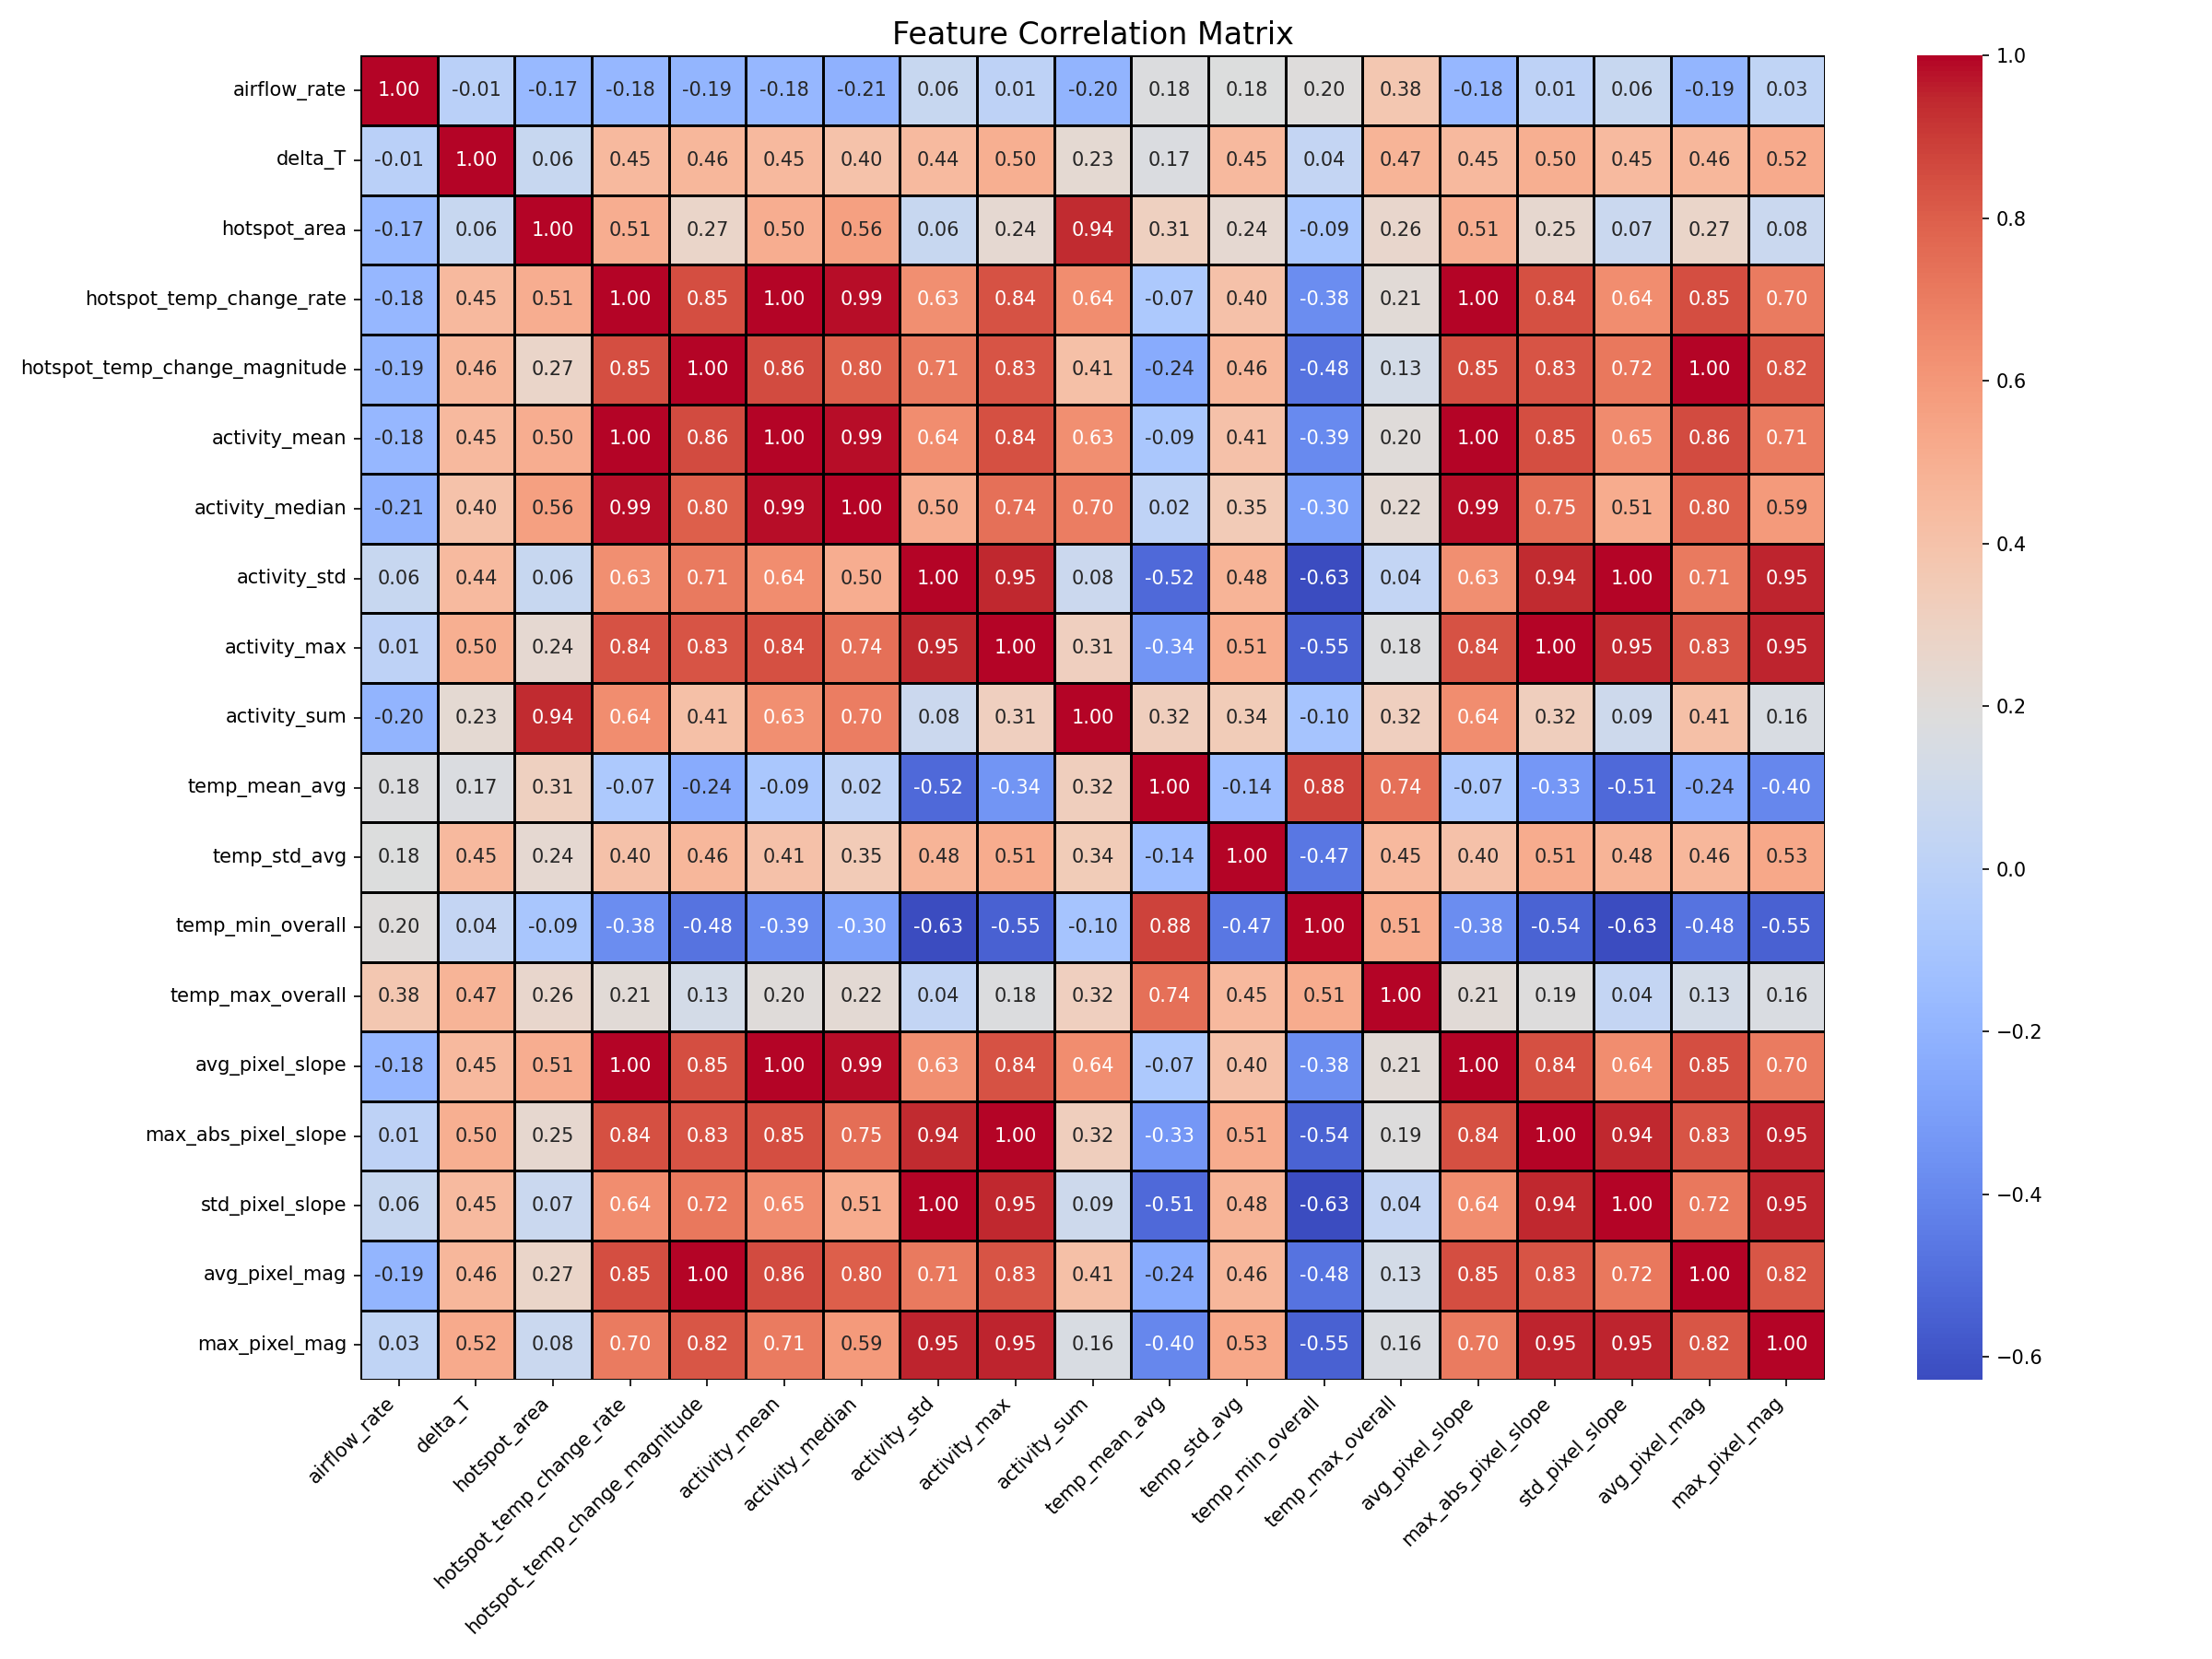 Feature Correlation Matrix
airflow_rate 1.00 -0.01 -0.17 -0.18 -0.19 -0.18 -0.21 0.06 0.01 -0.20 0.18 0.18 0.20 0.38 -0.18 0.01 0.06 -0.19 0.03
delta_T -0.01 1.00 0.06 0.45 0.46 0.45 0.40 0.44 0.50 0.23 0.17 0.45 0.04 0.47 0.45 0.50 0.45 0.46 0.52
hotspot_area -0.17 0.06 1.00 0.51 0.27 0.50 0.56 0.06 0.24 0.94 0.31 0.24 -0.09 0.26 0.51 0.25 0.07 0.27 0.08
hotspot_temp_change_rate -0.18 0.45 0.51 1.00 0.85 1.00 0.99 0.63 0.84 0.64 -0.07 0.40 -0.38 0.21 1.00 0.84 0.64 0.85 0.70
hotspot_temp_change_magnitude -0.19 0.46 0.27 0.85 1.00 0.86 0.80 0.71 0.83 0.41 -0.24 0.46 -0.48 0.13 0.85 0.83 0.72 1.00 0.82
activity_mean -0.18 0.45 0.50 1.00 0.86 1.00 0.99 0.64 0.84 0.63 -0.09 0.41 -0.39 0.20 1.00 0.85 0.65 0.86 0.71
activity_median -0.21 0.40 0.56 0.99 0.80 0.99 1.00 0.50 0.74 0.70 0.02 0.35 -0.30 0.22 0.99 0.75 0.51 0.80 0.59
activity_std 0.06 0.44 0.06 0.63 0.71 0.64 0.50 1.00 0.95 0.08 -0.52 0.48 -0.63 0.04 0.63 0.94 1.00 0.71 0.95
activity_max 0.01 0.50 0.24 0.84 0.83 0.84 0.74 0.95 1.00 0.31 -0.34 0.51 -0.55 0.18 0.84 1.00 0.95 0.83 0.95
activity_sum -0.20 0.23 0.94 0.64 0.41 0.63 0.70 0.08 0.31 1.00 0.32 0.34 -0.10 0.32 0.64 0.32 0.09 0.41 0.16
temp_mean_avg 0.18 0.17 0.31 -0.07 -0.24 -0.09 0.02 -0.52 -0.34 0.32 1.00 -0.14 0.88 0.74 -0.07 -0.33 -0.51 -0.24 -0.40
temp_std_avg 0.18 0.45 0.24 0.40 0.46 0.41 0.35 0.48 0.51 0.34 -0.14 1.00 -0.47 0.45 0.40 0.51 0.48 0.46 0.53
temp_min_overall 0.20 0.04 -0.09 -0.38 -0.48 -0.39 -0.30 -0.63 -0.55 -0.10 0.88 -0.47 1.00 0.51 -0.38 -0.54 -0.63 -0.48 -0.55
temp_max_overall 0.38 0.47 0.26 0.21 0.13 0.20 0.22 0.04 0.18 0.32 0.74 0.45 0.51 1.00 0.21 0.19 0.04 0.13 0.16
avg_pixel_slope -0.18 0.45 0.51 1.00 0.85 1.00 0.99 0.63 0.84 0.64 -0.07 0.40 -0.38 0.21 1.00 0.84 0.64 0.85 0.70
max_abs_pixel_slope 0.01 0.50 0.25 0.84 0.83 0.85 0.75 0.94 1.00 0.32 -0.33 0.51 -0.54 0.19 0.84 1.00 0.94 0.83 0.95
std_pixel_slope 0.06 0.45 0.07 0.64 0.72 0.65 0.51 1.00 0.95 0.09 -0.51 0.48 -0.63 0.04 0.64 0.94 1.00 0.72 0.95
avg_pixel_mag -0.19 0.46 0.27 0.85 1.00 0.86 0.80 0.71 0.83 0.41 -0.24 0.46 -0.48 0.13 0.85 0.83 0.72 1.00 0.82
max_pixel_mag 0.03 0.52 0.08 0.70 0.82 0.71 0.59 0.95 0.95 0.16 -0.40 0.53 -0.55 0.16 0.70 0.95 0.95 0.82 1.00
airflow_rate
delta_T
hotspot_area
hotspot_temp_change_rate
hotspot_temp_change_magnitude
activity_mean
activity_median
activity_std
activity_max
activity_sum
temp_mean_avg
temp_std_avg
temp_min_overall
temp_max_overall
avg_pixel_slope
max_abs_pixel_slope
std_pixel_slope
avg_pixel_mag
max_pixel_mag
1.0
0.8
0.6
0.4
0.2
0.0
−0.2
−0.4
−0.6